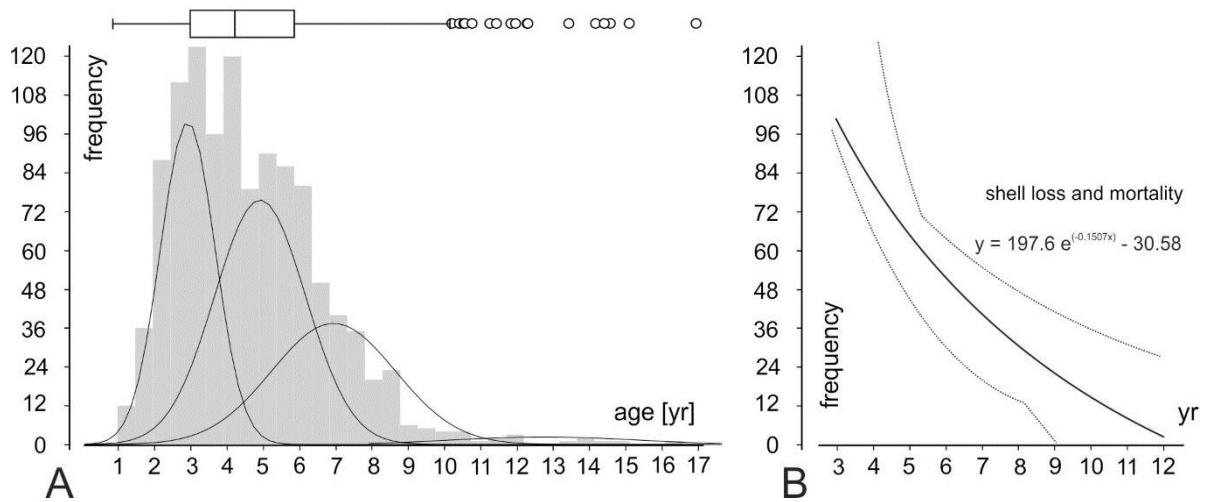 120
108
96
84
72
60
48
36
24
12
0
frequency
age [yr]
1 2 3 4 5 6 7 8 9 10 11 12 13 14 15 16 17
A
120
108
96
84
72
60
48
36
24
12
0
frequency
shell loss and mortality
y = 197.6 e(-0.1507x) - 30.58
yr
3 4 5 6 7 8 9 10 11 12
B